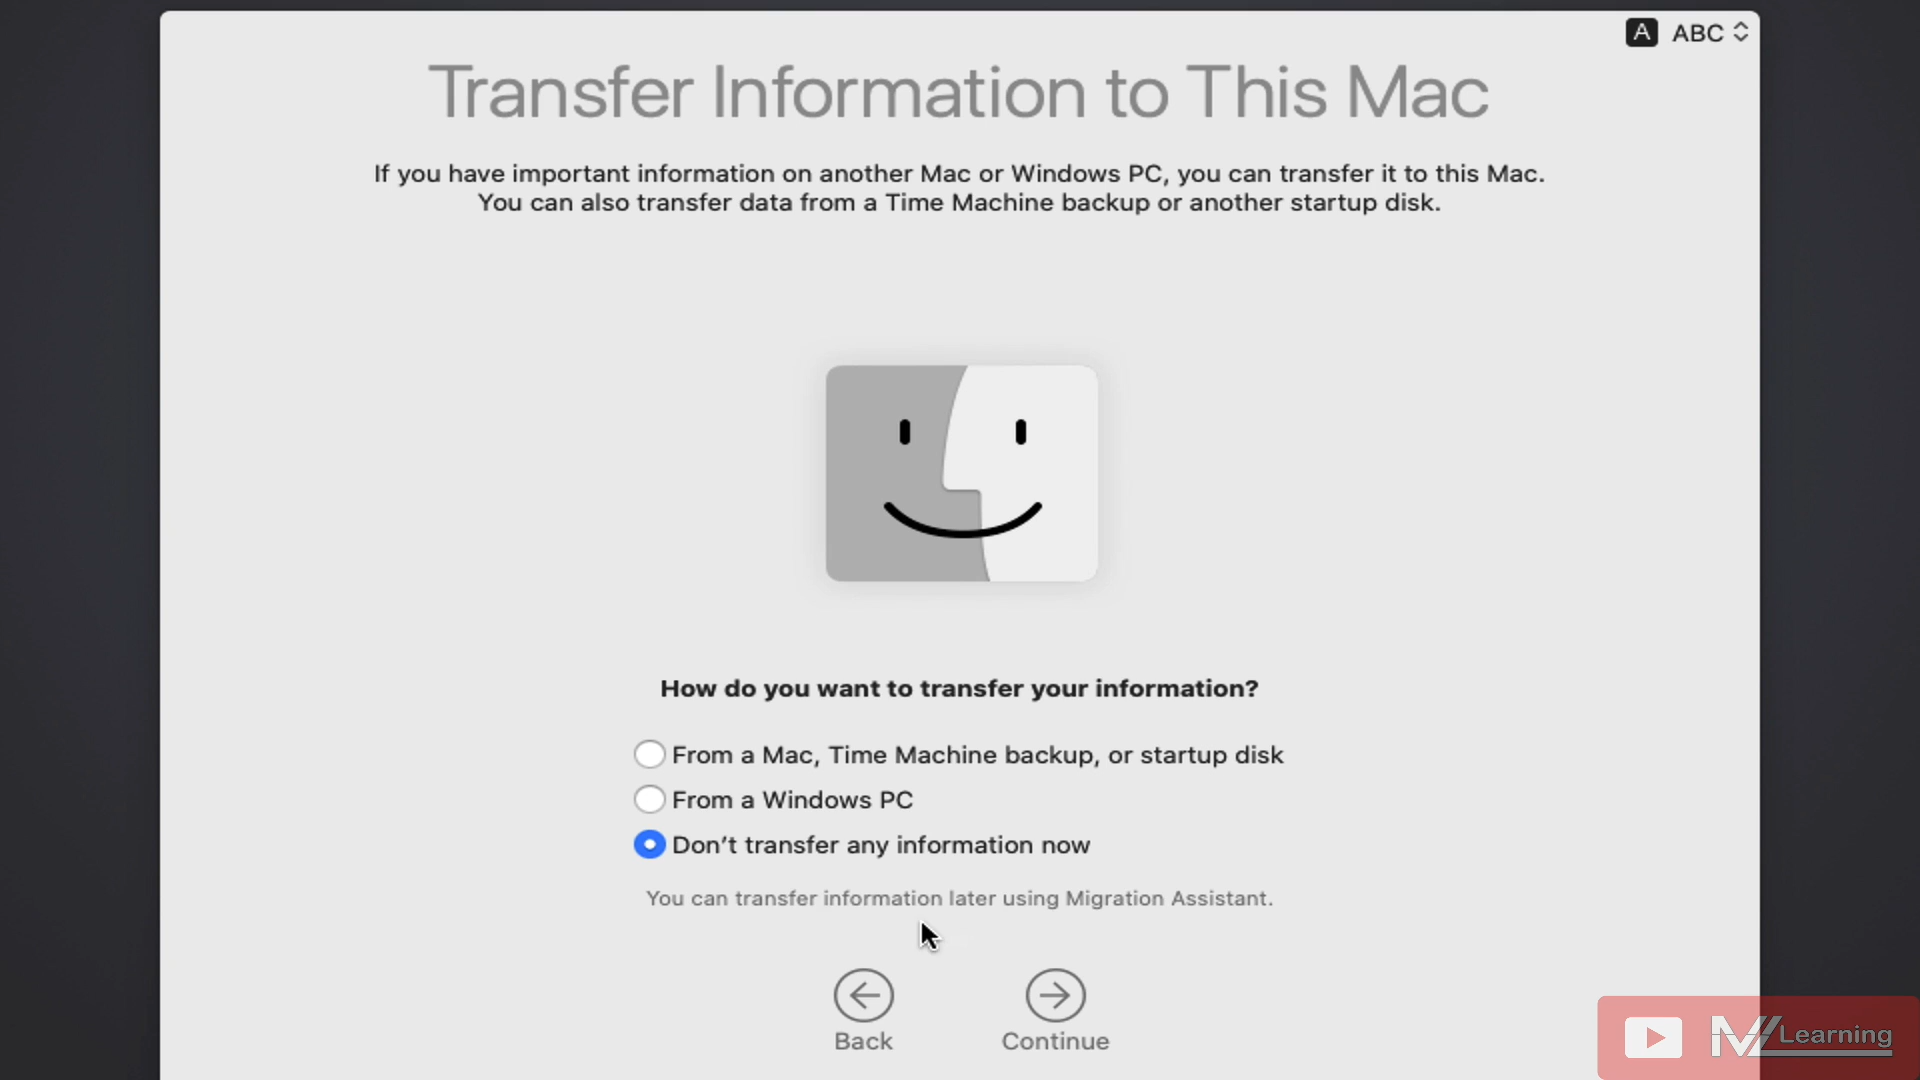 A ABC
Transfer Information to This Mac
If you have important information on another Mac or Windows PC, you can transfer it to this Mac.
You can also transfer data from a Time Machine backup or another startup disk.
How do you want to transfer your information?
From a Mac, Time Machine backup, or startup disk
From a Windows PC
Don’t transfer any information now
You can transfer information later using Migration Assistant.
Back
Continue
Learning